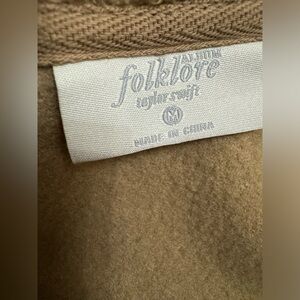 folklore ALBUM
taylor swift
M
MADE IN CHINA